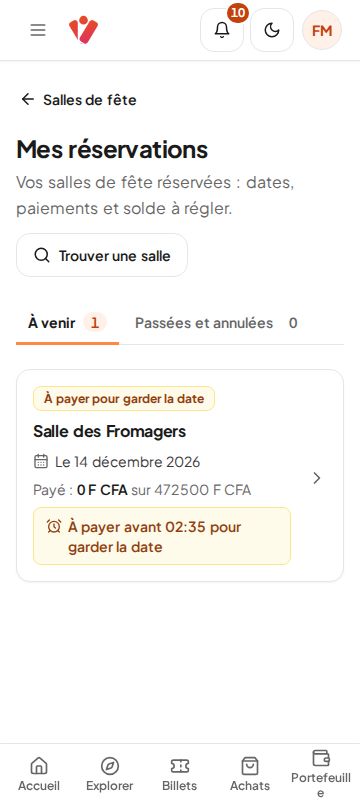 10
FM
Salles de fête
Mes réservations
Vos salles de fête réservées : dates,
paiements et solde à régler.
Trouver une salle
À venir 1 Passées et annulées 0
À payer pour garder la date
Salle des Fromagers
Le 14 décembre 2026
Payé : 0 F CFA sur 472500 F CFA
À payer avant 02:35 pour
garder la date
Accueil Explorer Billets Achats Portefeuill
e